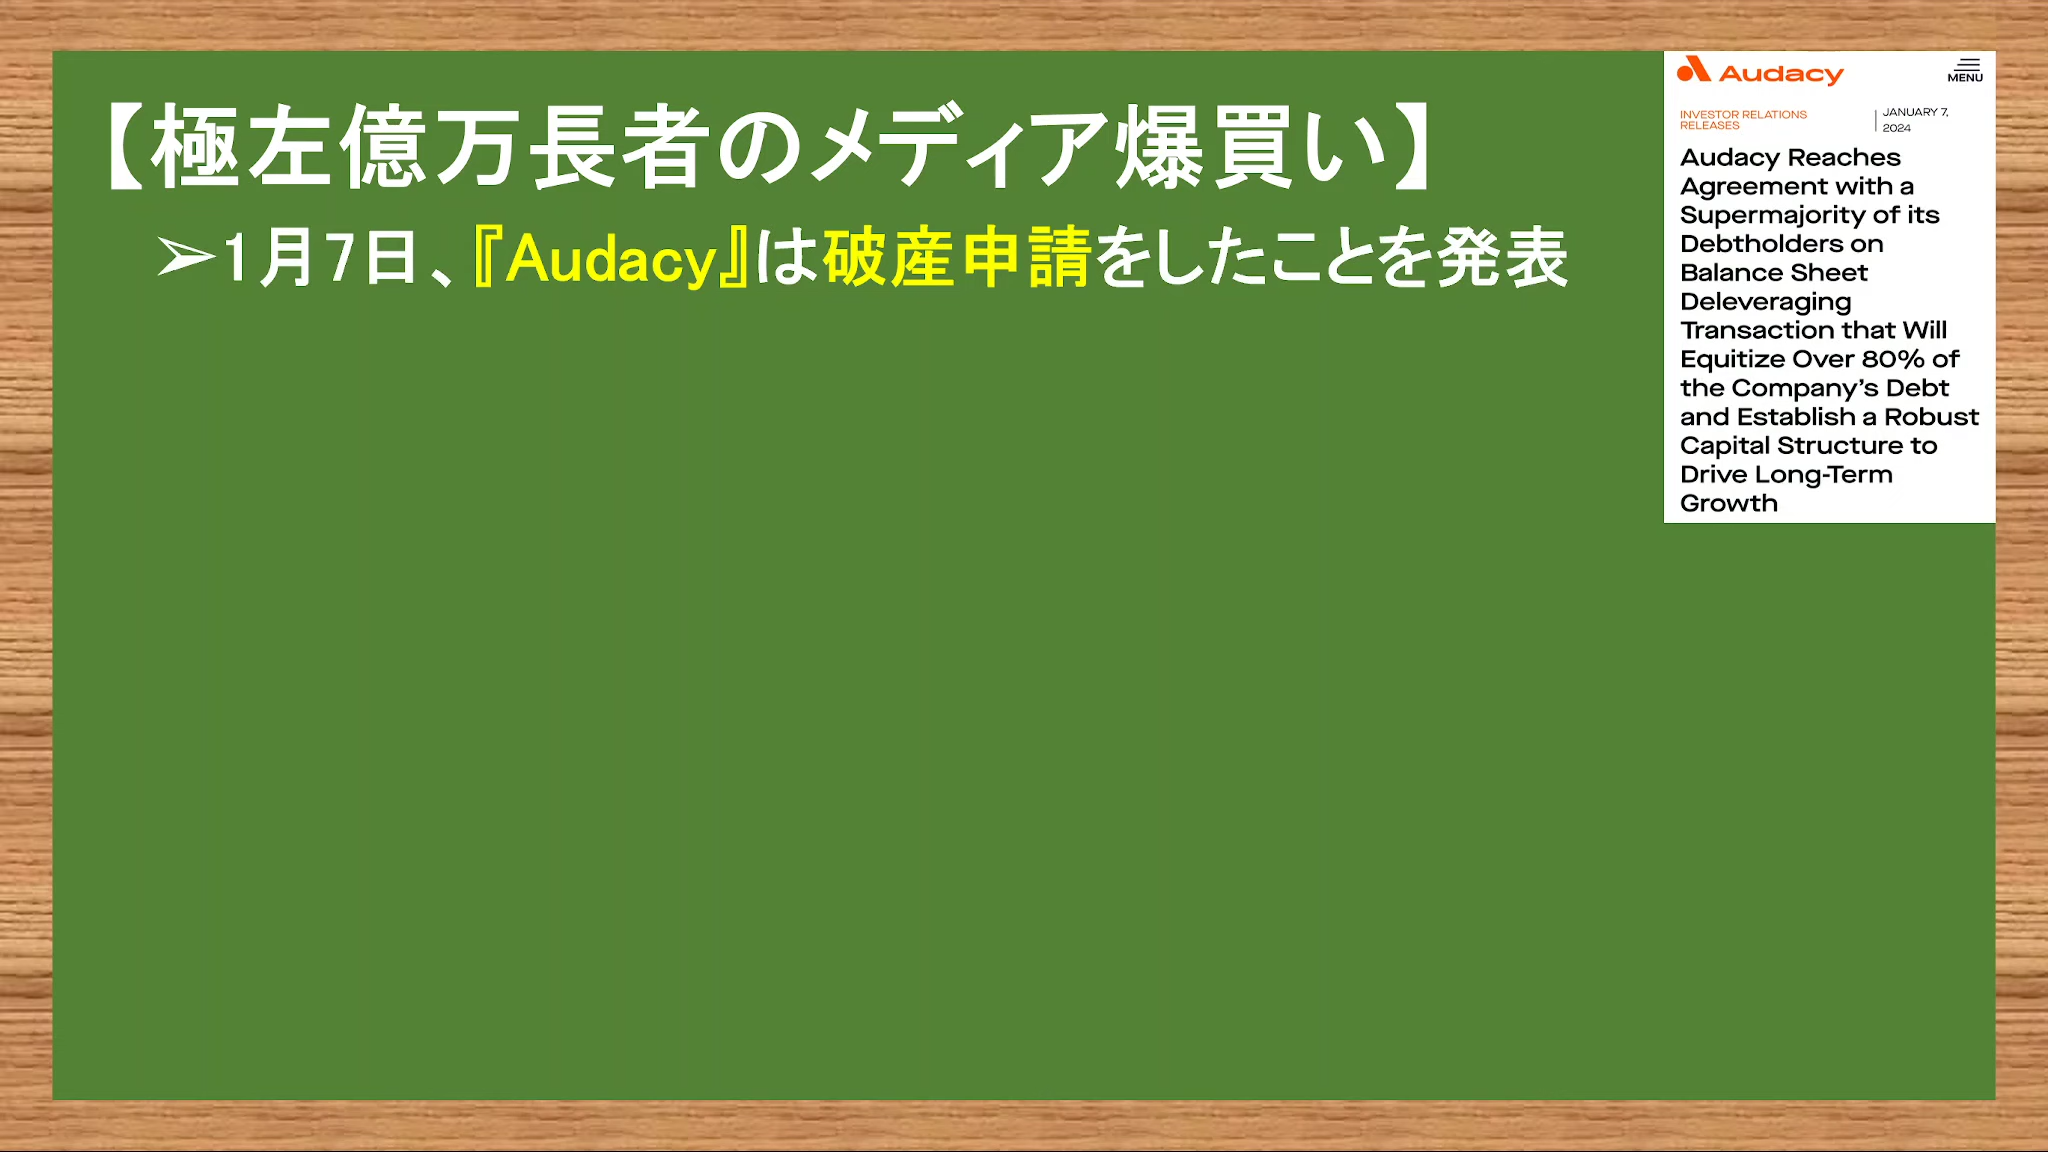 【極左億万長者のメディア爆買い】
➢1月7日、『Audacy』は破産申請をしたことを発表
Audacy
MENU
INVESTOR RELATIONS
RELEASES
JANUARY 7,
2024
Audacy Reaches
Agreement with a
Supermajority of its
Debtholders on
Balance Sheet
Deleveraging
Transaction that Will
Equitize Over 80% of
the Company’s Debt
and Establish a Robust
Capital Structure to
Drive Long-Term
Growth